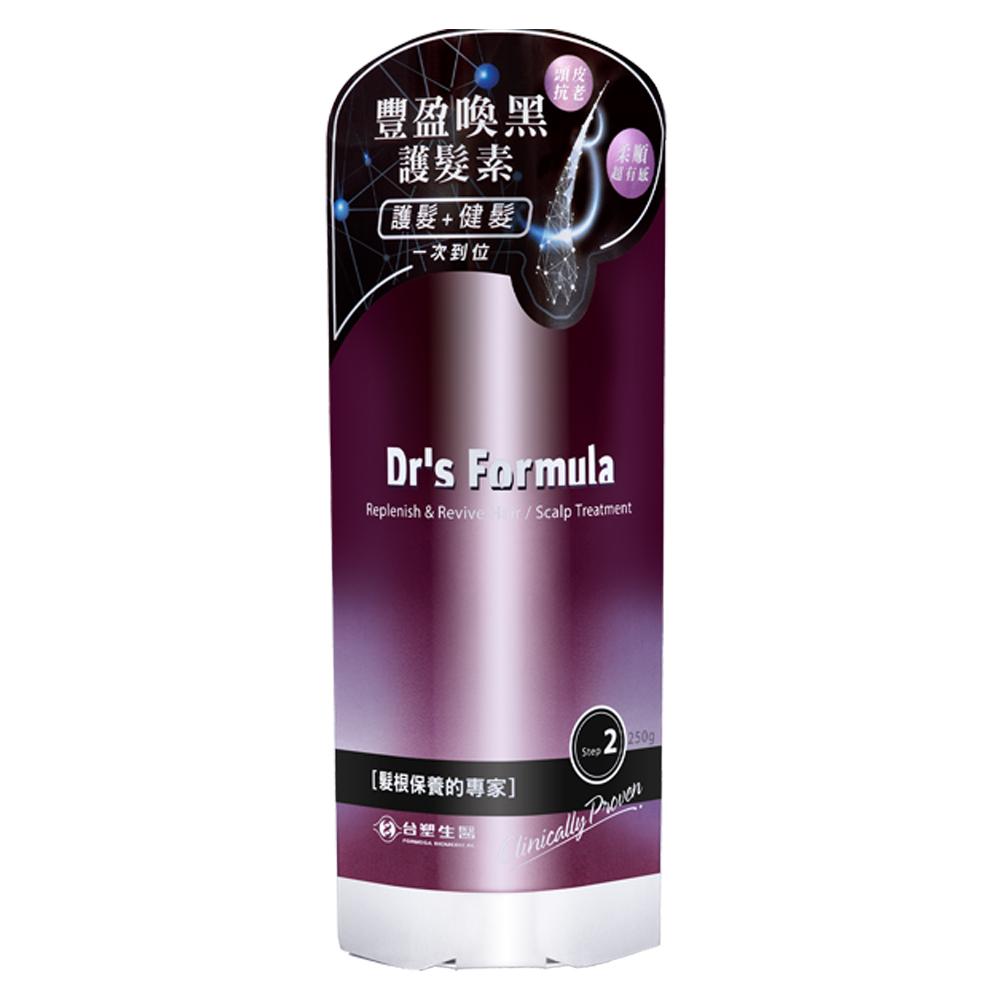 頭皮
抗老
豐盈喚黑
護髮素
柔順
超有感
護髮+健髮
一次到位
Dr's Formula
Replenish & Revive Hair / Scalp Treatment
Step 2
250g
[髮根保養的專家]
Clinically Proven
台塑生醫
FORMOSA BIOMEDICAL